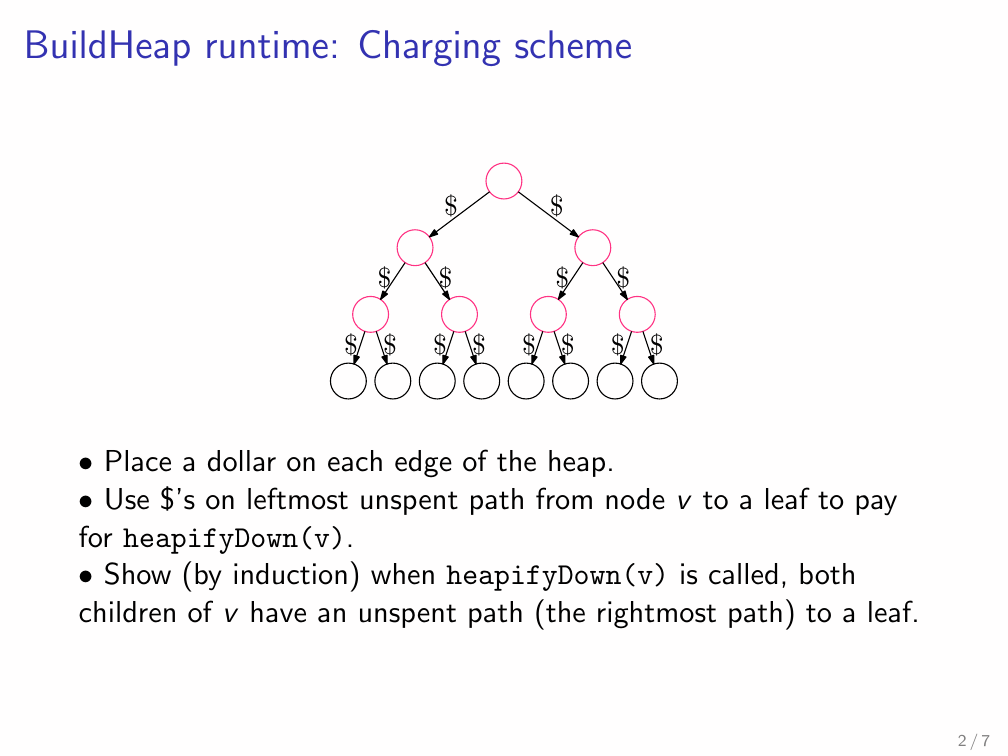 BuildHeap runtime: Charging scheme
$ $
$ $ $ $
$ $ $ $ $ $ $ $
• Place a dollar on each edge of the heap.
• Use $'s on leftmost unspent path from node v to a leaf to pay
for heapifyDown(v).
• Show (by induction) when heapifyDown(v) is called, both
children of v have an unspent path (the rightmost path) to a leaf.
2 / 7